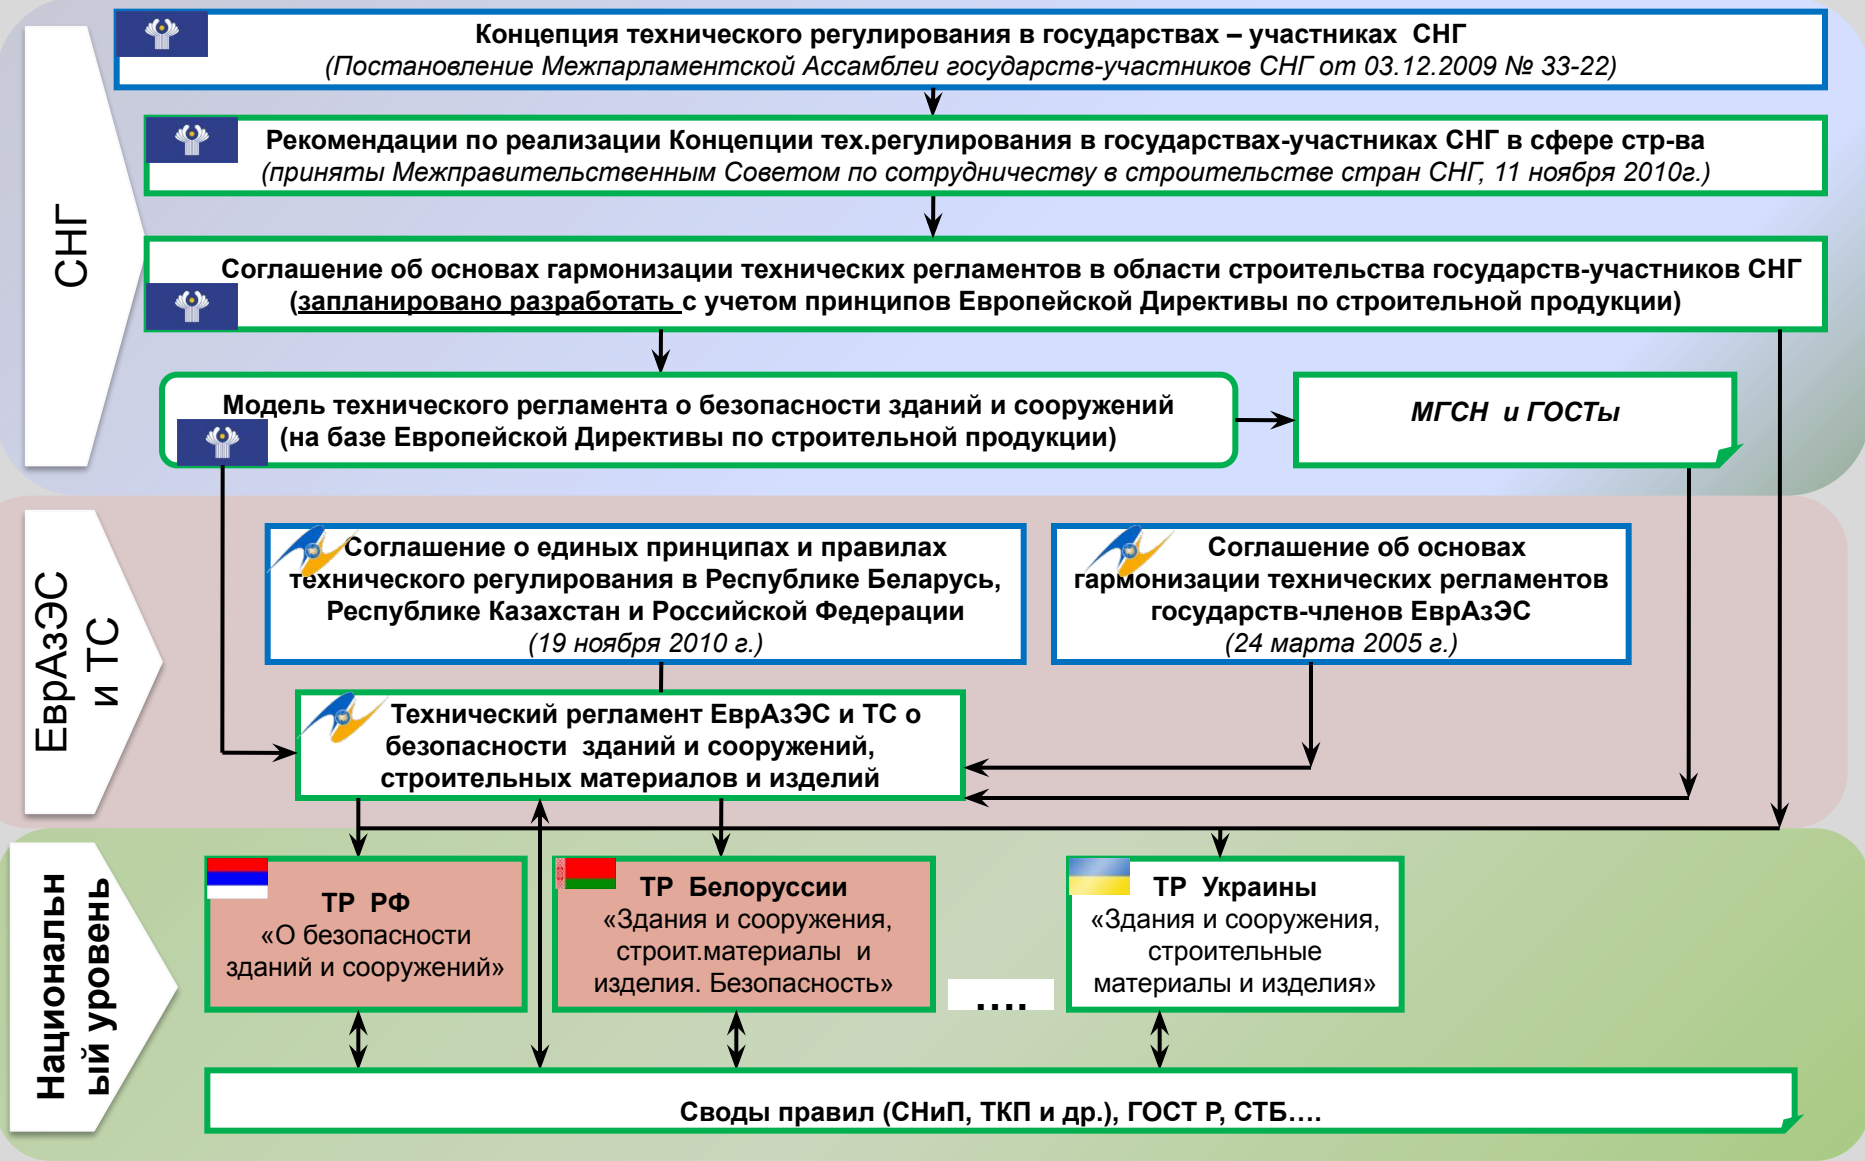 СНГ
Концепция технического регулирования в государствах – участниках СНГ
(Постановление Межпарламентской Ассамблеи государств-участников СНГ от 03.12.2009 № 33-22)
Рекомендации по реализации Концепции тех.регулирования в государствах-участниках СНГ в сфере стр-ва
(приняты Межправительственным Советом по сотрудничеству в строительстве стран СНГ, 11 ноября 2010г.)
Соглашение об основах гармонизации технических регламентов в области строительства государств-участников СНГ
(запланировано разработать с учетом принципов Европейской Директивы по строительной продукции)
Модель технического регламента о безопасности зданий и сооружений
(на базе Европейской Директивы по строительной продукции)
МГСН и ГОСТы
ЕврАзЭС
и ТС
Соглашение о единых принципах и правилах
технического регулирования в Республике Беларусь,
Республике Казахстан и Российской Федерации
(19 ноября 2010 г.)
Соглашение об основах
гармонизации технических регламентов
государств-членов ЕврАзЭС
(24 марта 2005 г.)
Технический регламент ЕврАзЭС и ТС о
безопасности зданий и сооружений,
строительных материалов и изделий
Национальн
ый уровень
ТР РФ
«О безопасности
зданий и сооружений»
ТР Белоруссии
«Здания и сооружения,
строит.материалы и
изделия. Безопасность»
….
ТР Украины
«Здания и сооружения,
строительные
материалы и изделия»
Своды правил (СНиП, ТКП и др.), ГОСТ Р, СТБ….